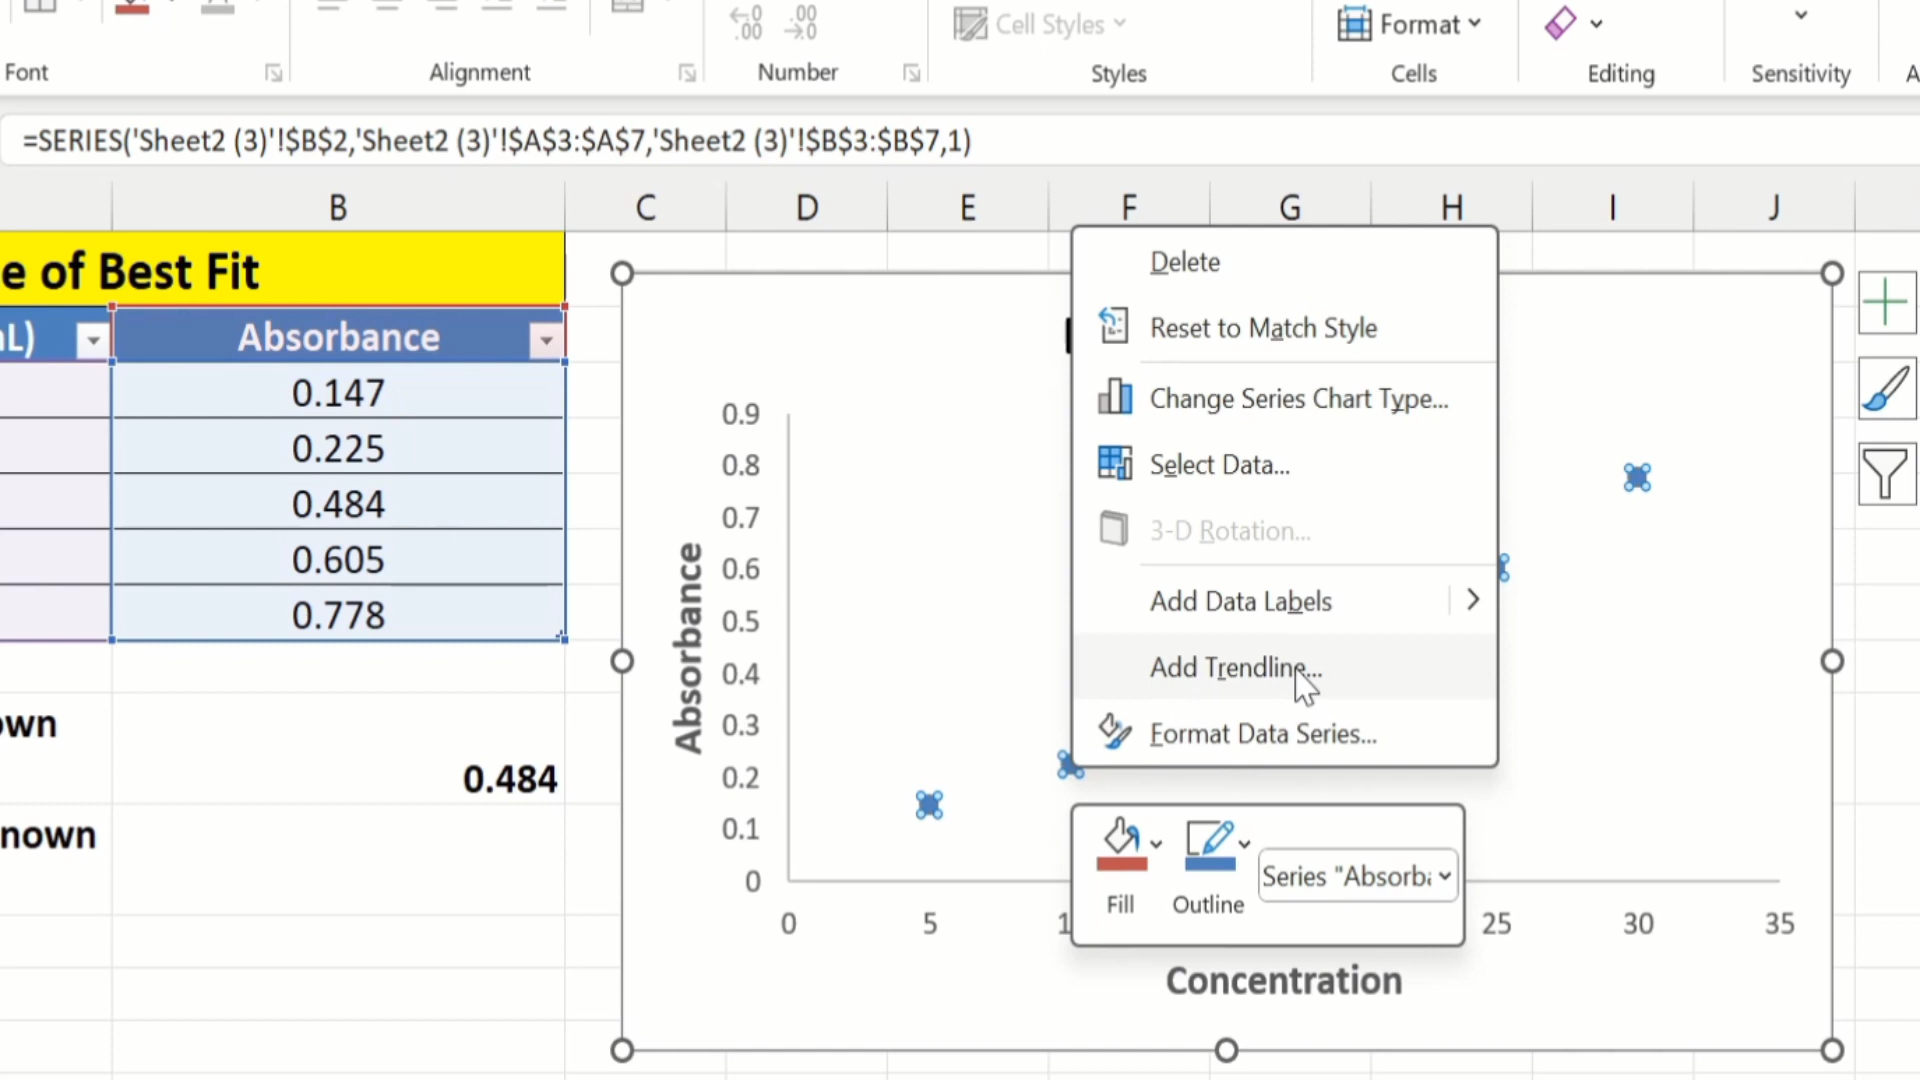 Cell Styles
Format
Font
Alignment
Number
Styles
Cells
Editing
Sensitivity
=SERIES('Sheet2 (3)'!$B$2,'Sheet2 (3)'!$A$3:$A$7,'Sheet2 (3)'!$B$3:$B$7,1)
B C D E F G H I J
e of Best Fit
Absorbance
0.147
0.225
0.484
0.605
0.778
own
0.484
nown
Delete
Reset to Match Style
Change Series Chart Type...
Select Data...
3-D Rotation...
Add Data Labels
Add Trendline...
Format Data Series...
Fill
Outline
Series "Absorba
Absorbance
0.9
0.8
0.7
0.6
0.5
0.4
0.3
0.2
0.1
0
0 5 1 25 30 35
Concentration